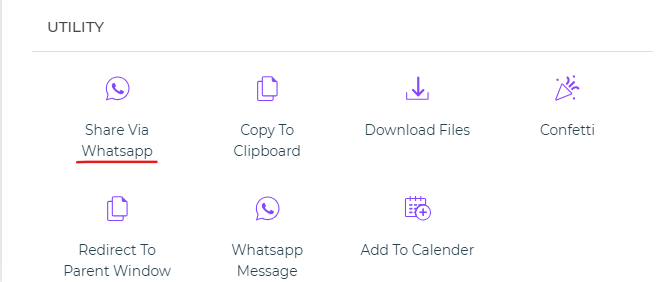 UTILITY
Share Via
Whatsapp
Copy To
Clipboard
Download Files
Confetti
Redirect To
Parent Window
Whatsapp
Message
Add To Calender